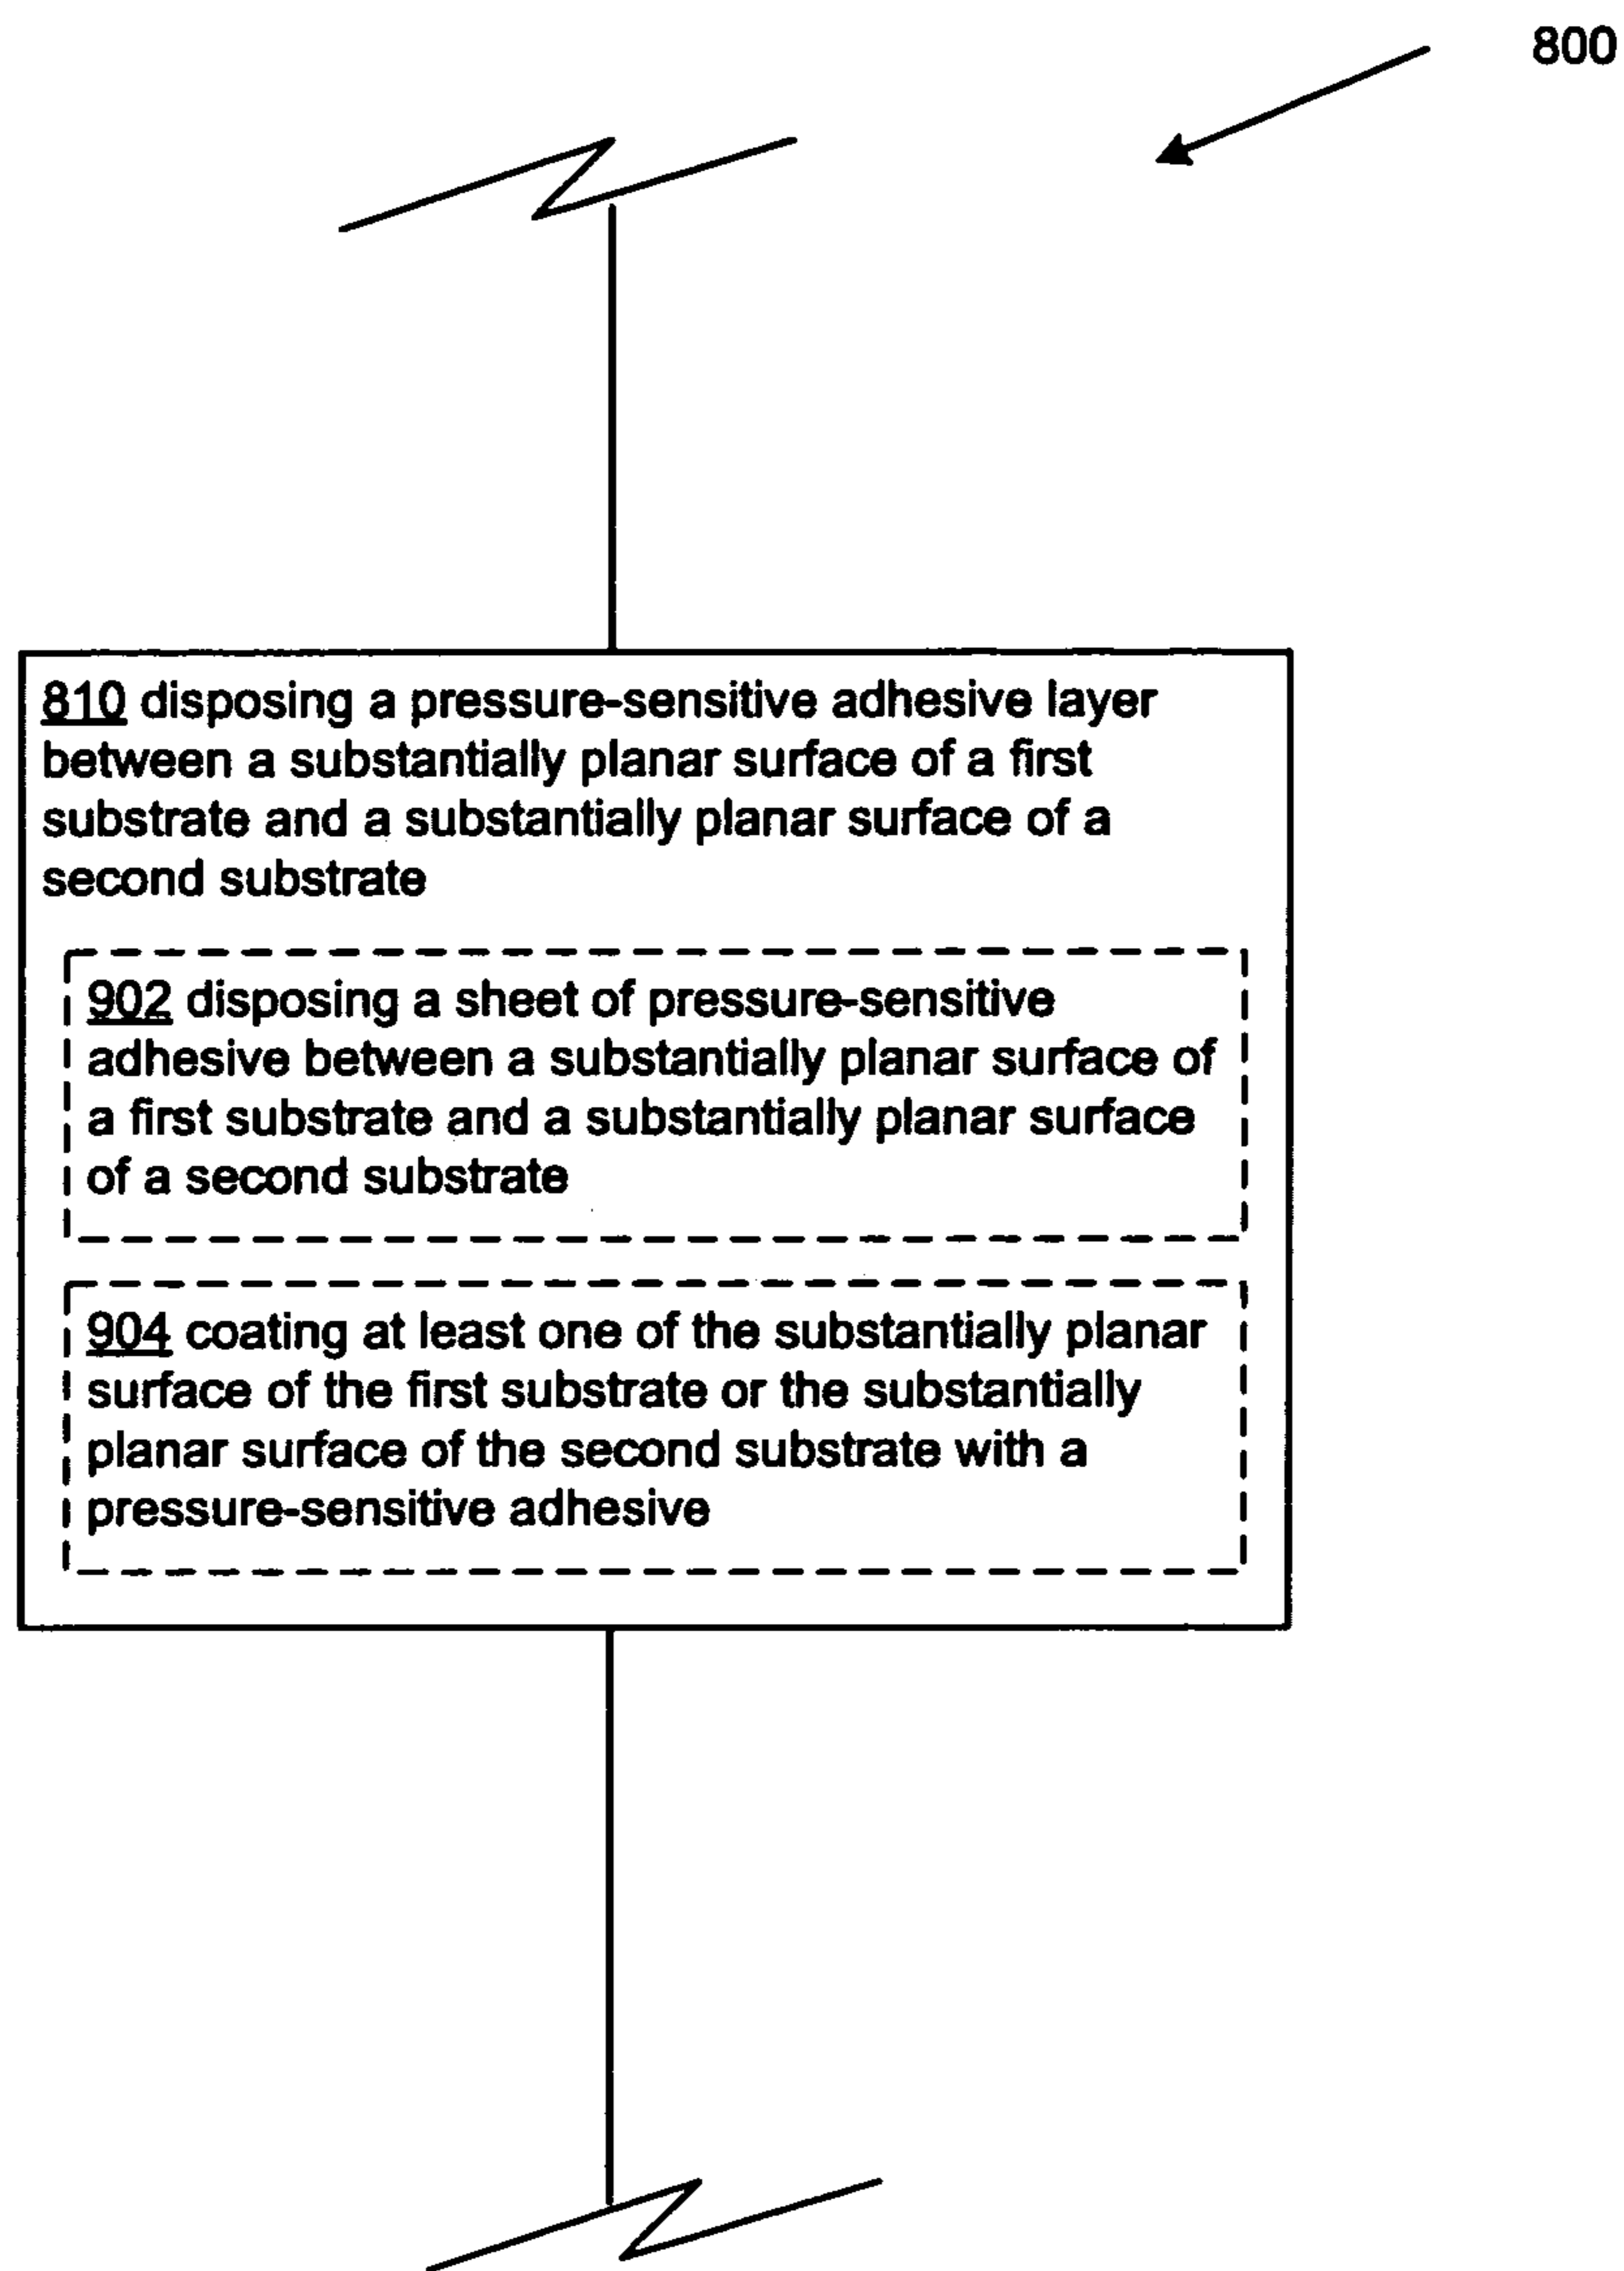 800
810 disposing a pressure-sensitive adhesive layer
between a substantially planar surface of a first
substrate and a substantially planar surface of a
second substrate
902 disposing a sheet of pressure-sensitive
adhesive between a substantially planar surface of
a first substrate and a substantially planar surface
of a second substrate
904 coating at least one of the substantially planar
surface of the first substrate or the substantially
planar surface of the second substrate with a
pressure-sensitive adhesive